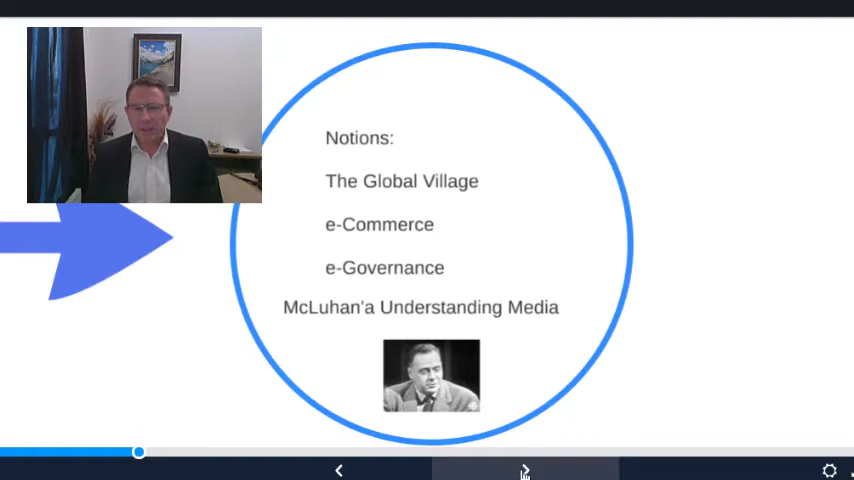 Notions:
The Global Village
e-Commerce
e-Governance
McLuhan'a Understanding Media